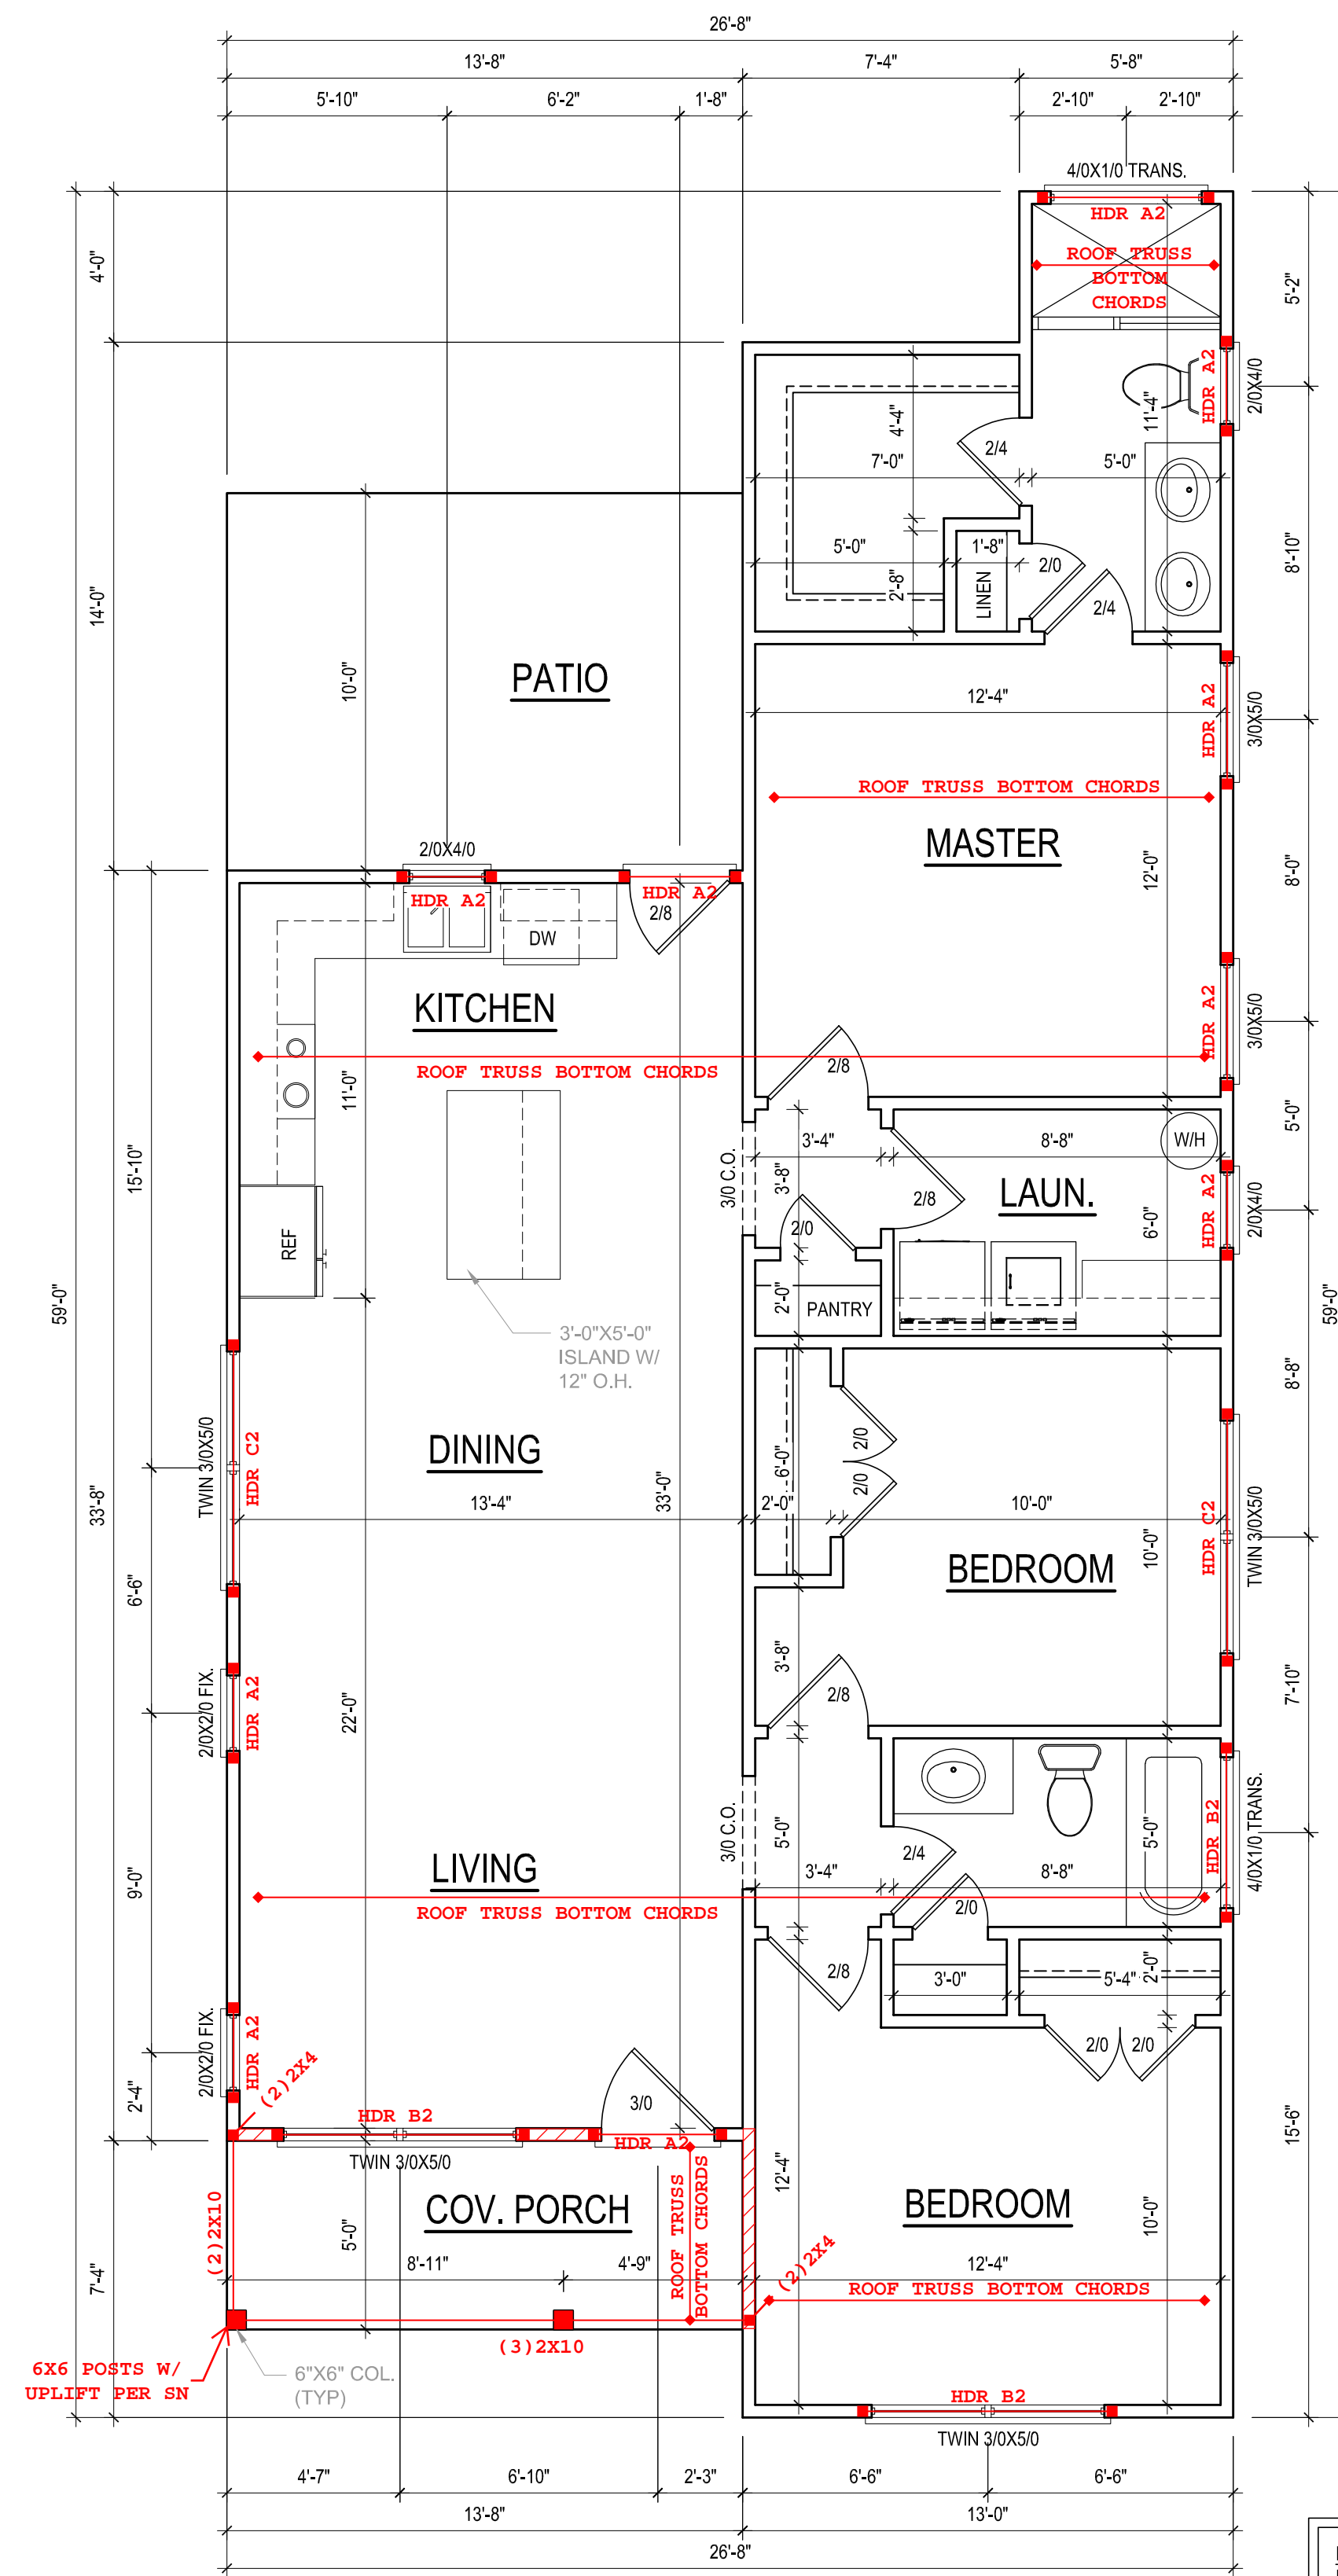 26'-8"
13'-8" 7'-4" 5'-8"
5'-10" 6'-2" 1'-8" 2'-10" 2'-10"
4/0X1/0 TRANS.
HDR A2
ROOF TRUSS
BOTTOM
CHORDS
4'-0"
5'-2"
HDR A2
2/0X4/0
11'-4"
4'-4"
2/4
7'-0"
5'-0"
5'-0"
1'-8"
2/0
2'-8"
LINEN
2/4
8'-10"
14'-0"
10'-0"
PATIO
12'-4"
HDR A2
3/0X5/0
ROOF TRUSS BOTTOM CHORDS
MASTER
12'-0"
8'-0"
2/0X4/0
HDR A2
HDR A2
2/8
DW
KITCHEN
HDR A2
3/0X5/0
ROOF TRUSS BOTTOM CHORDS
2/8
11'-0"
5'-0"
15'-10"
3/0 C.O.
3'-4"
8'-8"
W/H
3'-8"
2/8
LAUN.
HDR A2
2/0X4/0
6'-0"
2/0
REF
2'-0"
PANTRY
59'-0"
59'-0"
3'-0"X5'-0"
ISLAND W/
12" O.H.
8'-8"
TWIN 3/0X5/0
HDR C2
DINING
2/0
2/0
6'-0"
13'-4"
33'-0"
2'-0"
10'-0"
HDR C2
TWIN 3/0X5/0
33'-8"
10'-0"
BEDROOM
6'-6"
3'-8"
2/8
7'-10"
2/0X2/0 FIX.
HDR A2
22'-0"
3/0 C.O.
5'-0"
2/4
5'-0"
HDR B2
4/0X1/0 TRANS.
9'-0"
LIVING
3'-4"
8'-8"
ROOF TRUSS BOTTOM CHORDS
2/0
2/8
3'-0"
5'-4"
2'-0"
2/0X2/0 FIX.
HDR A2
(2)2X4
2/0
2/0
2'-4"
3/0
HDR B2
HDR A2
TWIN 3/0X5/0
15'-6"
(2)2X10
COV. PORCH
ROOF TRUSS
BOTTOM CHORDS
12'-4"
BEDROOM
10'-0"
5'-0"
8'-11"
4'-9"
(2)2X4
12'-4"
7'-4"
ROOF TRUSS BOTTOM CHORDS
(3)2X10
6X6 POSTS W/
UPLIFT PER SN
6"X6" COL.
(TYP)
HDR B2
TWIN 3/0X5/0
4'-7" 6'-10" 2'-3" 6'-6" 6'-6"
13'-8" 13'-0"
26'-8"